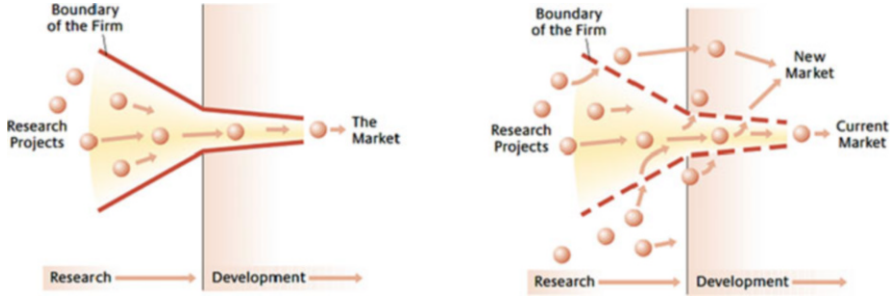 Boundary
of the Firm
Research
Projects
The
Market
Research
Development
Boundary
of the Firm
New
Market
Research
Projects
Current
Market
Research
Development